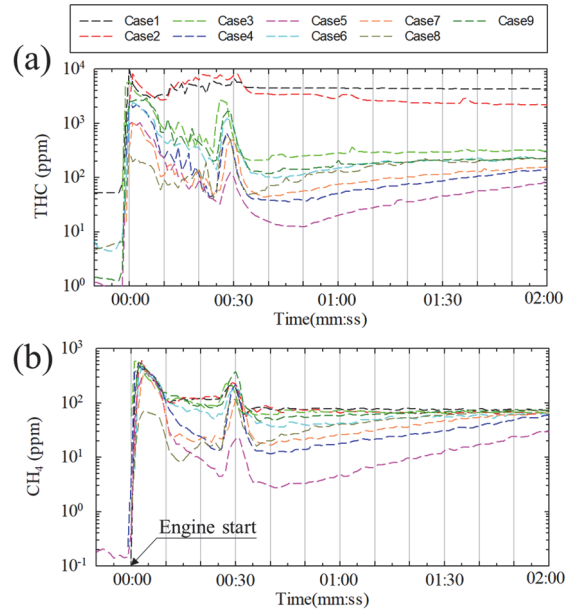 Case1 Case3 Case5 Case7 Case9
Case2 Case4 Case6 Case8
(a)
10⁴
10³
10²
10¹
10⁰
THC (ppm)
00:00 00:30 01:00 01:30 02:00
Time(mm:ss)
(b)
10³
10²
10¹
10⁰
10⁻¹
CH₄ (ppm)
Engine start
00:00 00:30 01:00 01:30 02:00
Time(mm:ss)